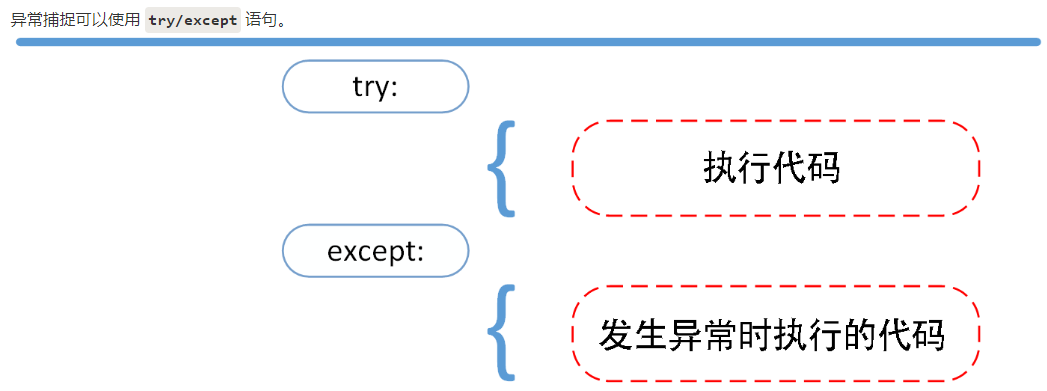 异常捕捉可以使用 try/except 语句。
try:
执行代码
except:
发生异常时执行的代码